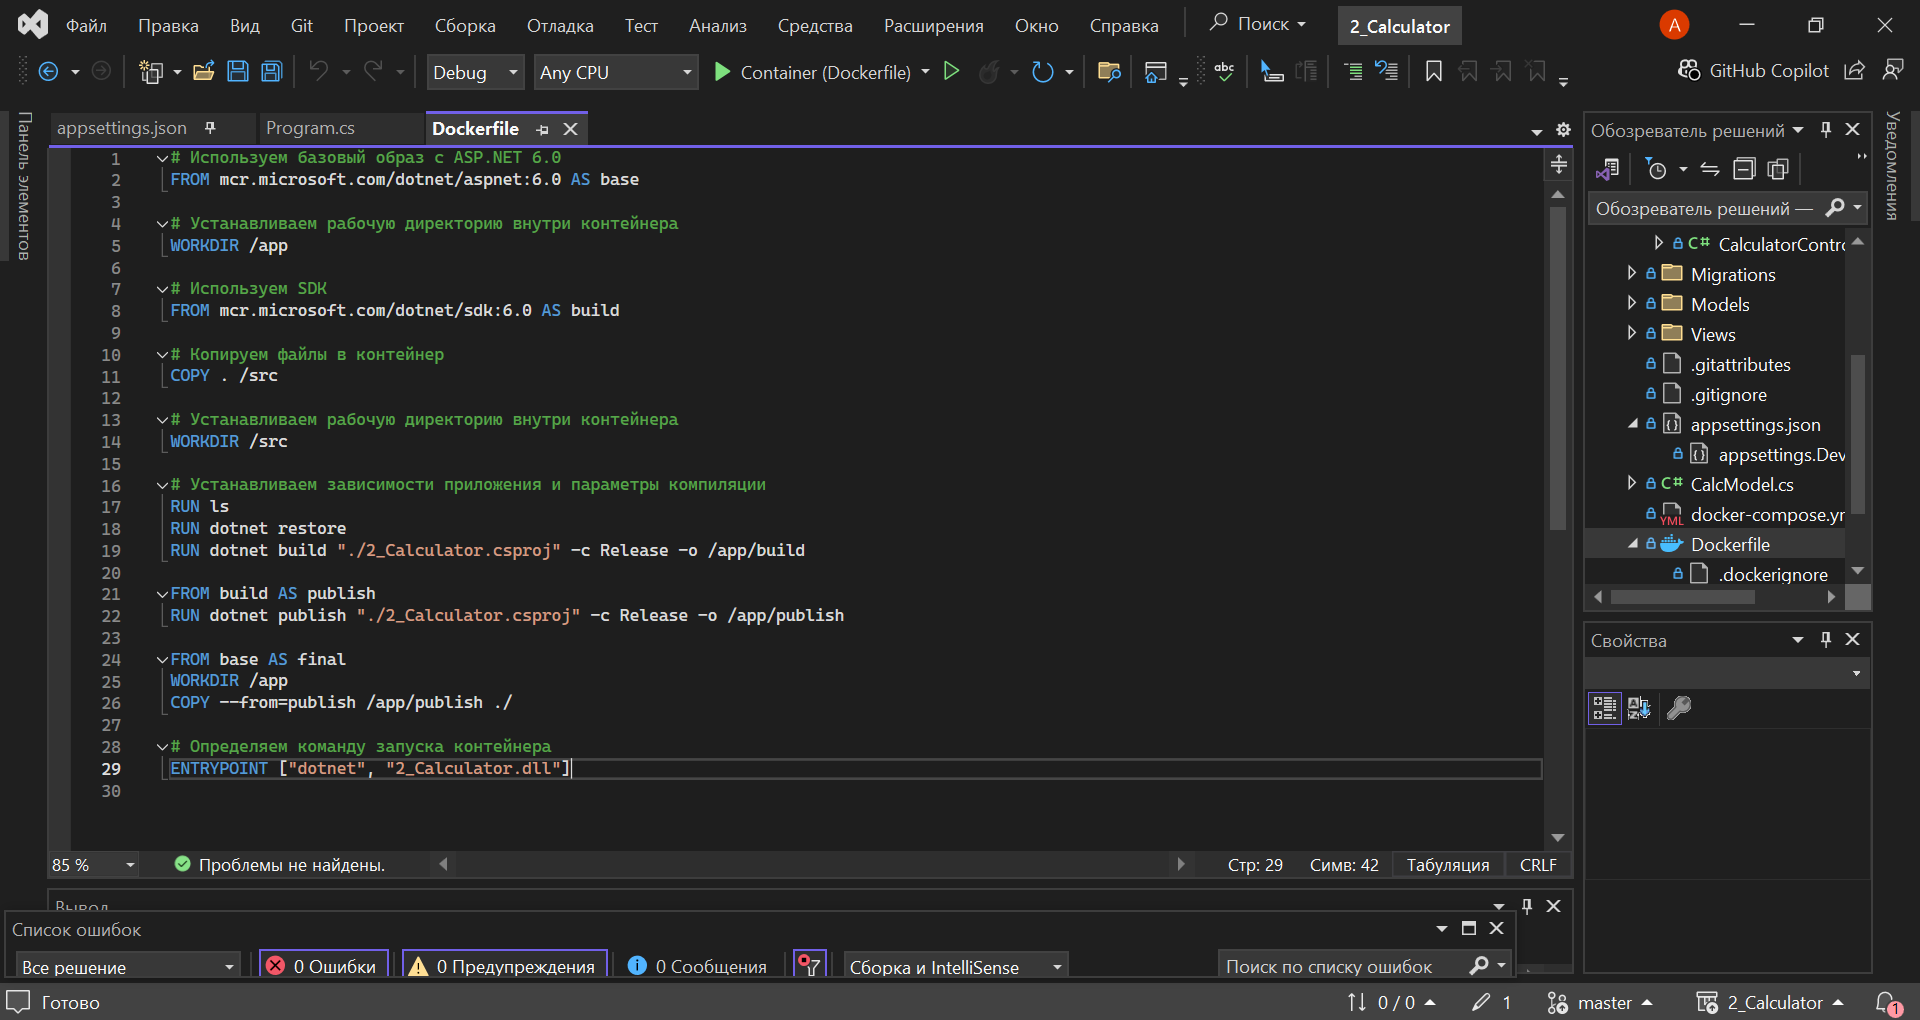 Файл Правка Вид Git Проект Сборка Отладка Тест Анализ Средства Расширения Окно Справка Поиск 2_Calculator A
Debug Any CPU Container (Dockerfile) abc GitHub Copilot
Панель элементов
appsettings.json Program.cs Dockerfile
1 # Используем базовый образ с ASP.NET 6.0
2 FROM mcr.microsoft.com/dotnet/aspnet:6.0 AS base
3
4 # Устанавливаем рабочую директорию внутри контейнера
5 WORKDIR /app
6
7 # Используем SDK
8 FROM mcr.microsoft.com/dotnet/sdk:6.0 AS build
9
10 # Копируем файлы в контейнер
11 COPY . /src
12
13 # Устанавливаем рабочую директорию внутри контейнера
14 WORKDIR /src
15
16 # Устанавливаем зависимости приложения и параметры компиляции
17 RUN ls
18 RUN dotnet restore
19 RUN dotnet build "./2_Calculator.csproj" -c Release -o /app/build
20
21 FROM build AS publish
22 RUN dotnet publish "./2_Calculator.csproj" -c Release -o /app/publish
23
24 FROM base AS final
25 WORKDIR /app
26 COPY --from=publish /app/publish ./
27
28 # Определяем команду запуска контейнера
29 ENTRYPOINT ["dotnet", "2_Calculator.dll"]
30
85 % Проблемы не найдены. Стр: 29 Симв: 42 Табуляция CRLF
Обозреватель решений
Обозреватель решений —
C# CalculatorContro
Migrations
Models
Views
.gitattributes
.gitignore
appsettings.json
appsettings.Dev
C# CalcModel.cs
YML docker-compose.yr
Dockerfile
.dockerignore
Уведомления
Свойства
Вывод
Список ошибок
Все решение 0 Ошибки 0 Предупреждения 0 Сообщения Сборка и IntelliSense Поиск по списку ошибок
Готово 0 / 0 1 master 2_Calculator 1